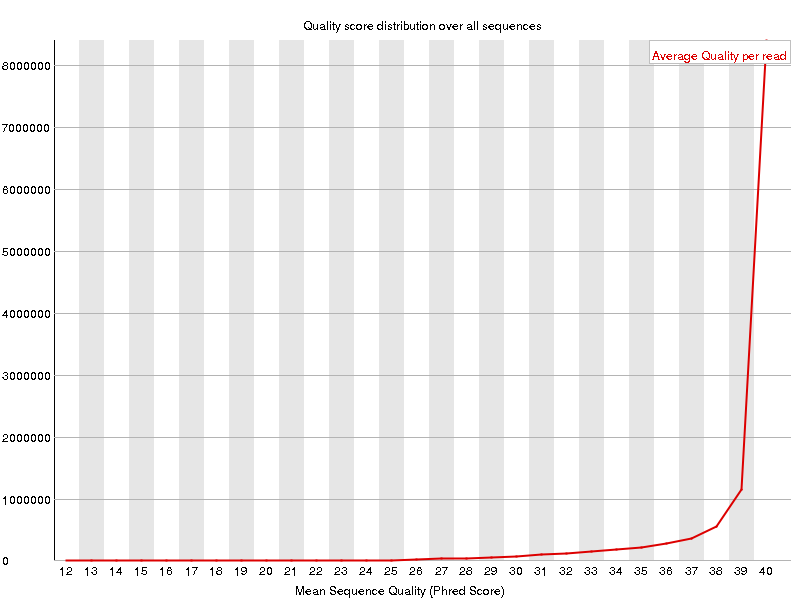 Quality score distribution over all sequences
Average Quality per read
8000000
7000000
6000000
5000000
4000000
3000000
2000000
1000000
0
12 13 14 15 16 17 18 19 20 21 22 23 24 25 26 27 28 29 30 31 32 33 34 35 36 37 38 39 40
Mean Sequence Quality (Phred Score)